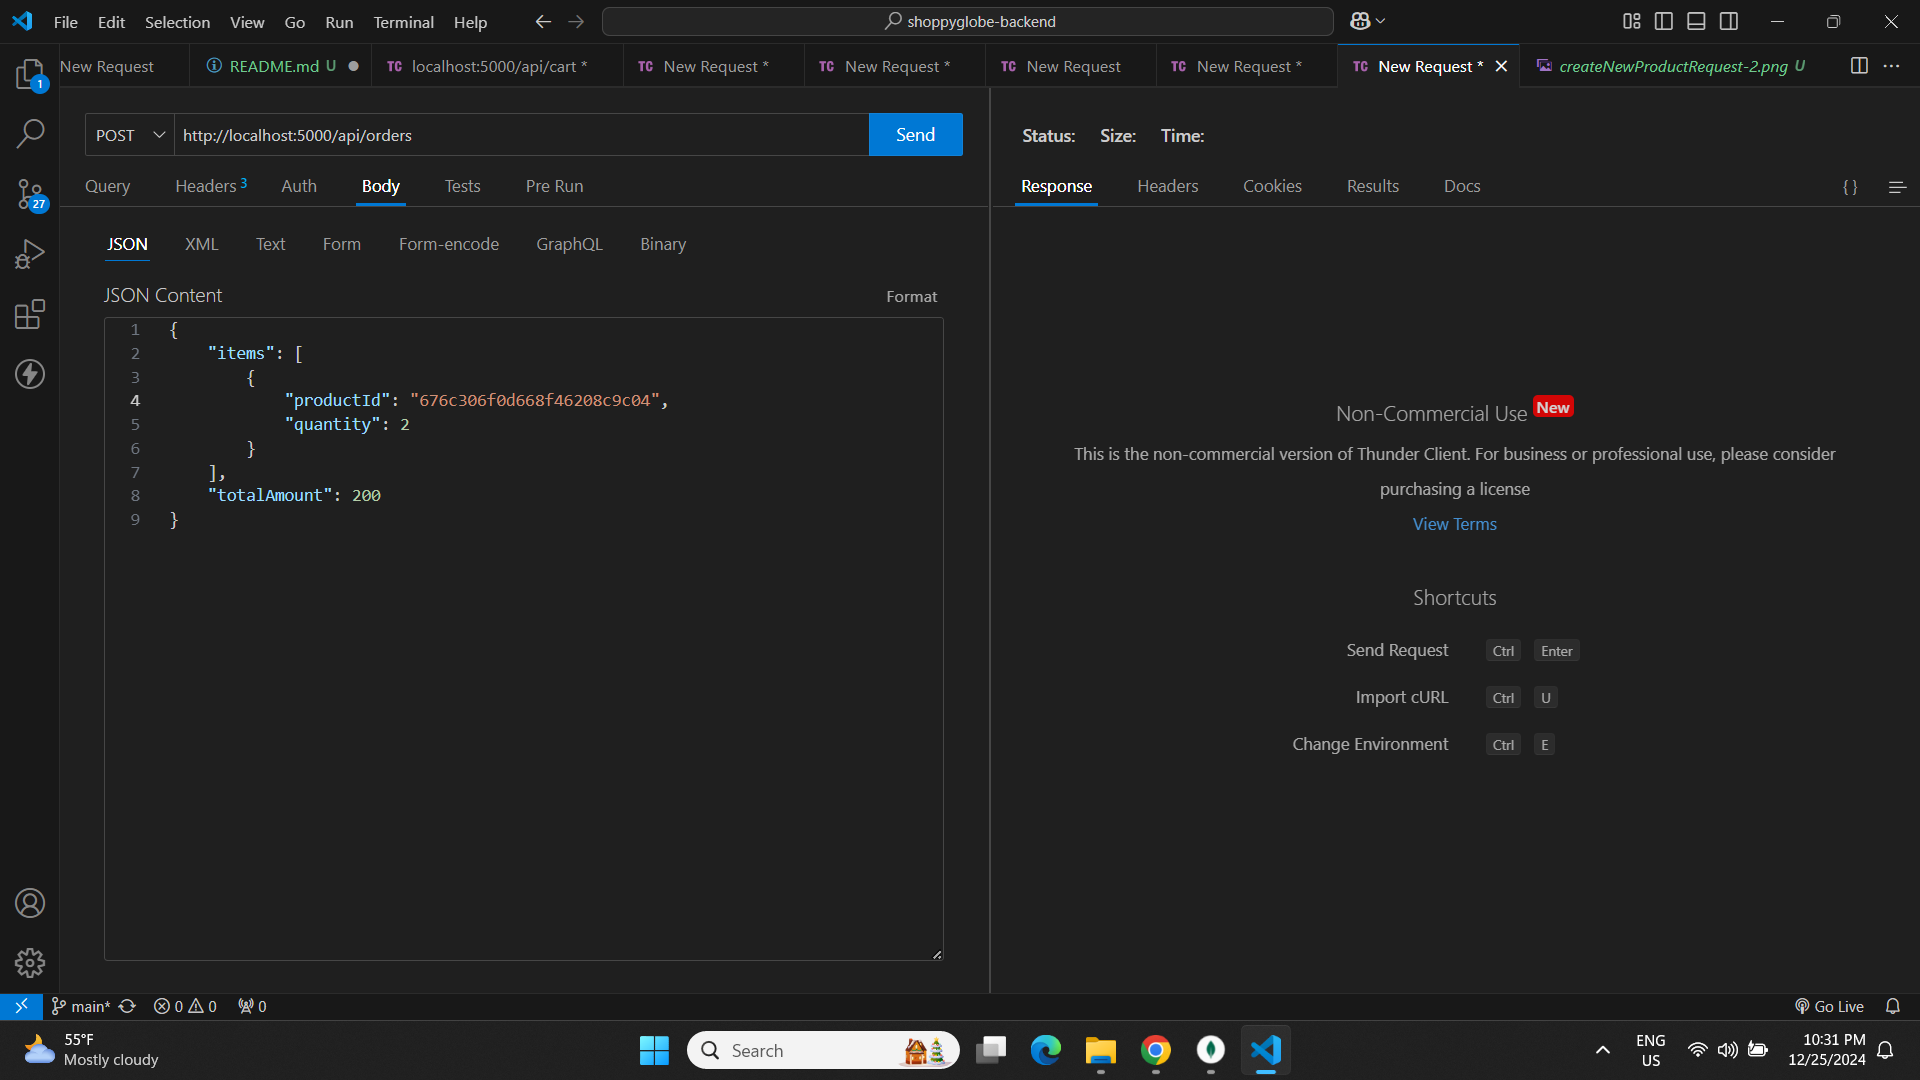 File Edit Selection View Go Run Terminal Help
shoppyglobe-backend
New Request
README.md U
TC localhost:5000/api/cart *
TC New Request *
TC New Request *
TC New Request
TC New Request *
TC New Request *
createNewProductRequest-2.png U
1
27
POST http://localhost:5000/api/orders Send
Query Headers 3 Auth Body Tests Pre Run
JSON XML Text Form Form-encode GraphQL Binary
JSON Content Format
1 {
2 "items": [
3 {
4 "productId": "676c306f0d668f46208c9c04",
5 "quantity": 2
6 }
7 ],
8 "totalAmount": 200
9 }
Status: Size: Time:
Response Headers Cookies Results Docs { }
Non-Commercial Use New
This is the non-commercial version of Thunder Client. For business or professional use, please consider
purchasing a license
View Terms
Shortcuts
Send Request Ctrl Enter
Import cURL Ctrl U
Change Environment Ctrl E
main* 0 0 0 Go Live
55°F
Mostly cloudy
Search
ENG
US
10:31 PM
12/25/2024